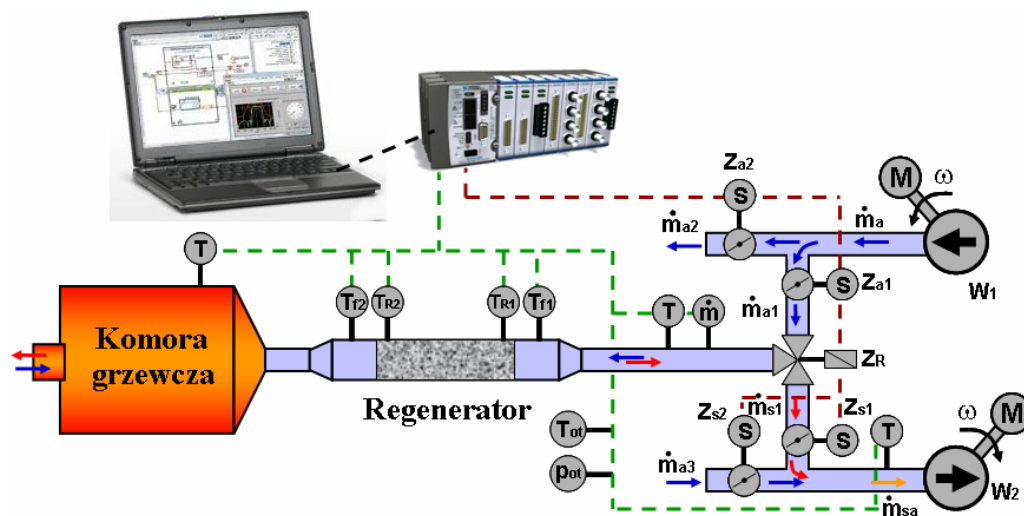 Za2
M
ω
S
ṁa2
ṁa
T
Tf2
TR2
TR1
Tf1
T
ṁ
S
Za1
W1
ṁa1
Komora
grzewcza
ZR
Regenerator
Zs2
ṁs1
Zs1
ω
M
Tot
S
S
T
pot
ṁa3
W2
ṁsa